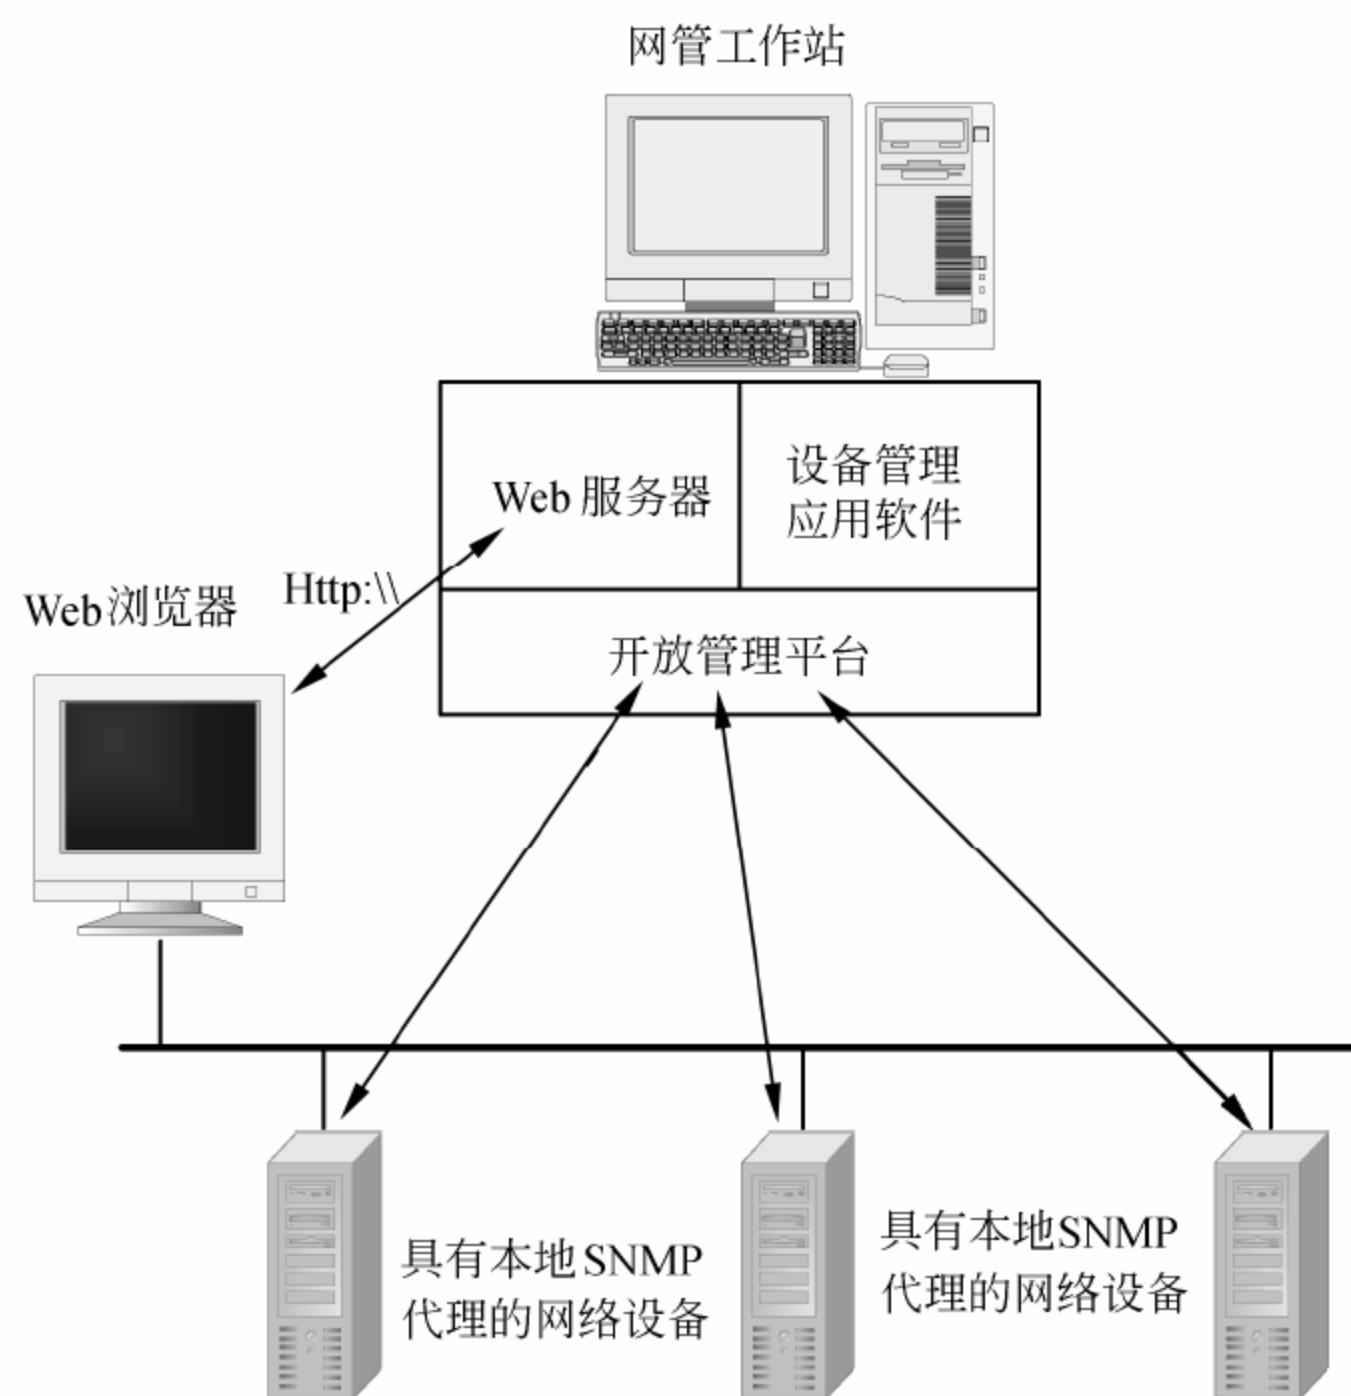 网管工作站
Web 服务器
设备管理
应用软件
Http:\\
Web浏览器
开放管理平台
具有本地SNMP
代理的网络设备
具有本地SNMP
代理的网络设备